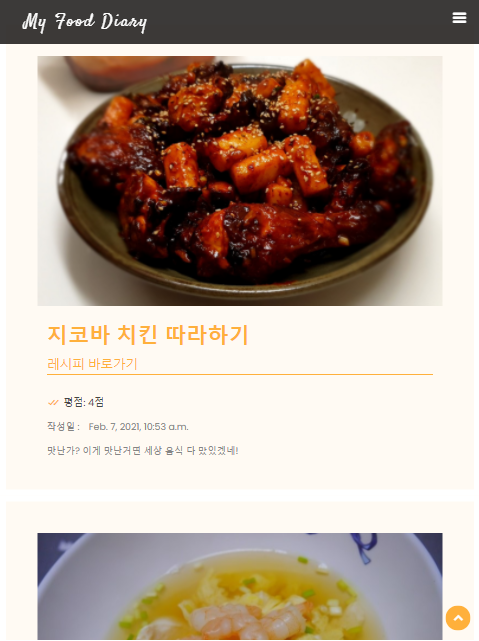 My Food Diary
지코바 치킨 따라하기
레시피 바로가기
평점: 4점
작성일 : Feb. 7, 2021, 10:53 a.m.
맛난가? 이게 맛난거면 세상 음식 다 맛있겠네!